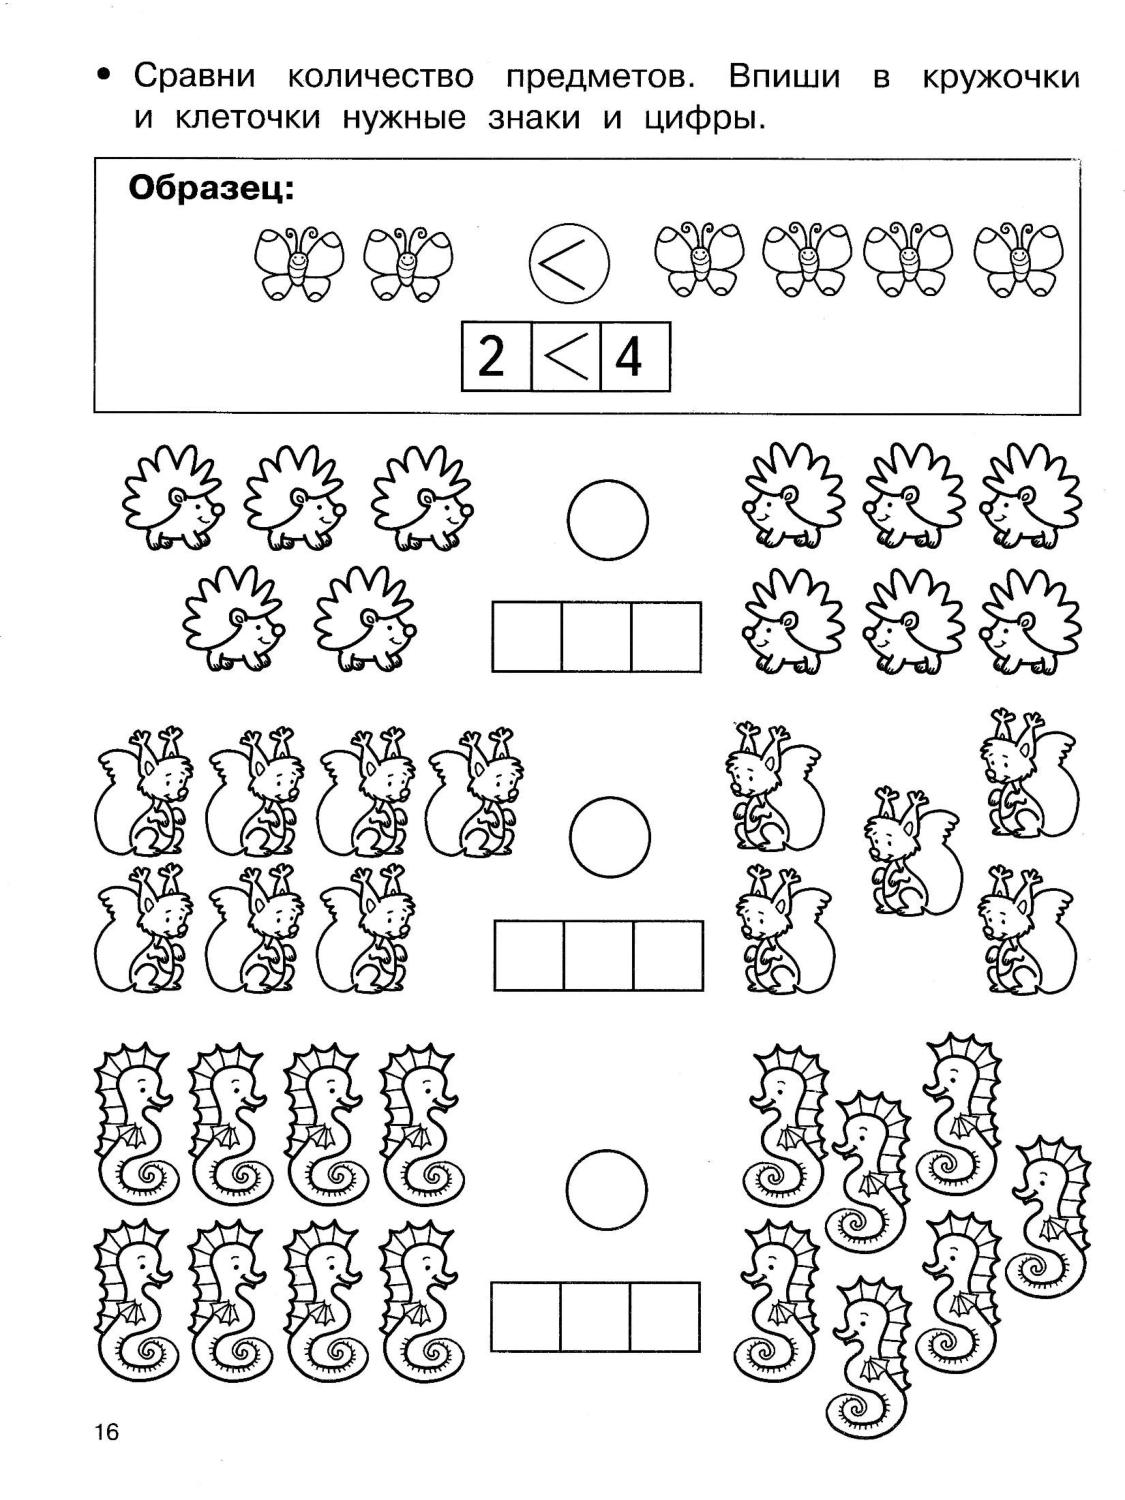 • Сравни количество предметов. Впиши в кружочки
и клеточки нужные знаки и цифры.
Образец:
<
2 < 4
16